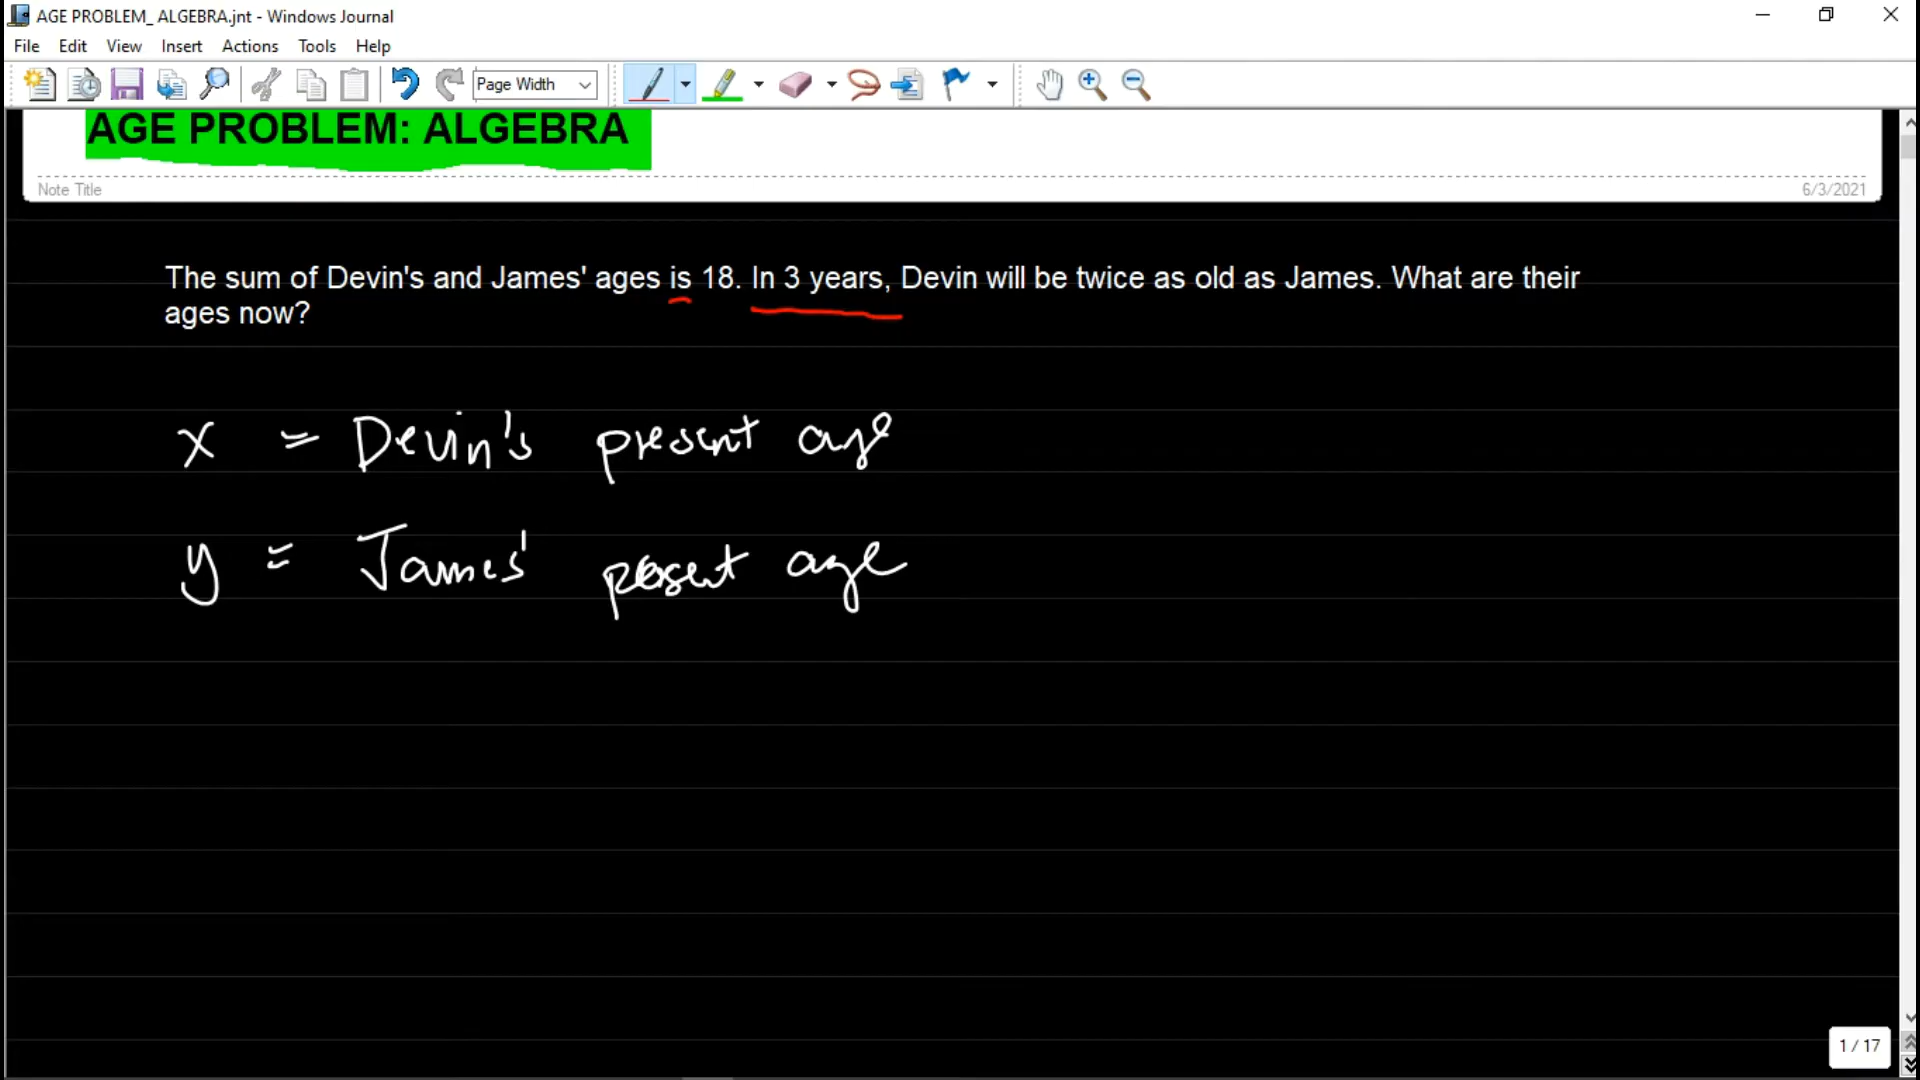 AGE PROBLEM_ ALGEBRA.jnt - Windows Journal
File Edit View Insert Actions Tools Help
Page Width
AGE PROBLEM: ALGEBRA
Note Title 6/3/2021
The sum of Devin's and James' ages is 18. In 3 years, Devin will be twice as old as James. What are their
ages now?
x = Devin's present age
y = James' present age
1 / 17